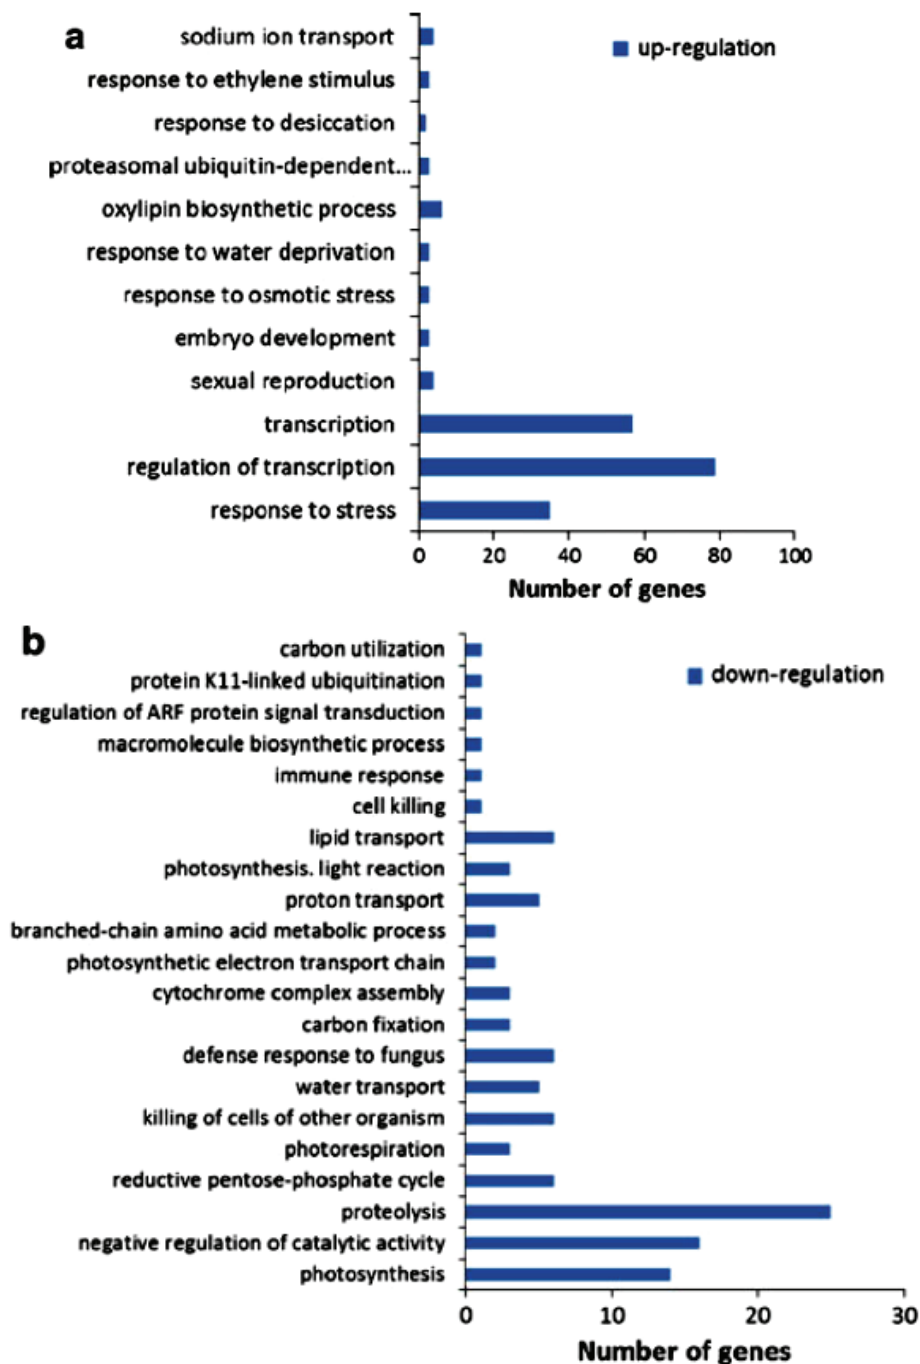 a
up-regulation
sodium ion transport
response to ethylene stimulus
response to desiccation
proteasomal ubiquitin-dependent...
oxylipin biosynthetic process
response to water deprivation
response to osmotic stress
embryo development
sexual reproduction
transcription
regulation of transcription
response to stress
0 20 40 60 80 100
Number of genes
b
carbon utilization
down-regulation
protein K11-linked ubiquitination
regulation of ARF protein signal transduction
macromolecule biosynthetic process
immune response
cell killing
lipid transport
photosynthesis. light reaction
proton transport
branched-chain amino acid metabolic process
photosynthetic electron transport chain
cytochrome complex assembly
carbon fixation
defense response to fungus
water transport
killing of cells of other organism
photorespiration
reductive pentose-phosphate cycle
proteolysis
negative regulation of catalytic activity
photosynthesis
0 10 20 30
Number of genes